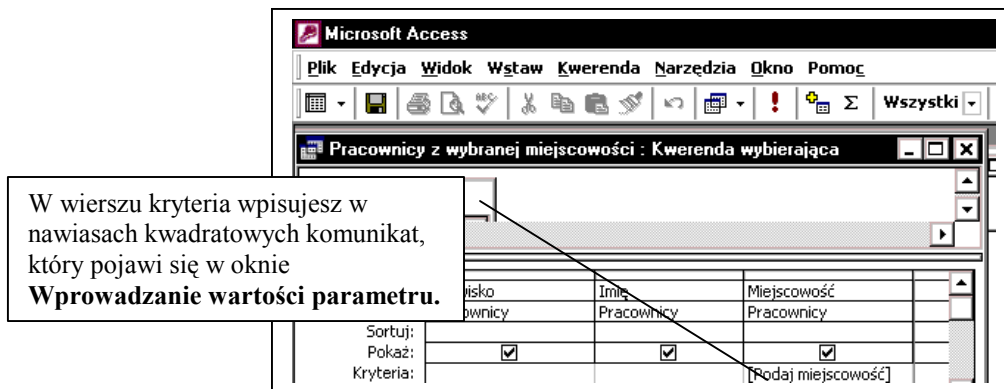 Microsoft Access
Plik Edycja Widok Wstaw Kwerenda Narzędzia Okno Pomoc
Σ Wszystki
Pracownicy z wybranej miejscowości : Kwerenda wybierająca
W wierszu kryteria wpisujesz w
nawiasach kwadratowych komunikat,
który pojawi się w oknie
Wprowadzanie wartości parametru.
isko Imię Miejscowość
ownicy Pracownicy Pracownicy
Sortuj:
Pokaż:
Kryteria: [Podaj miejscowość]